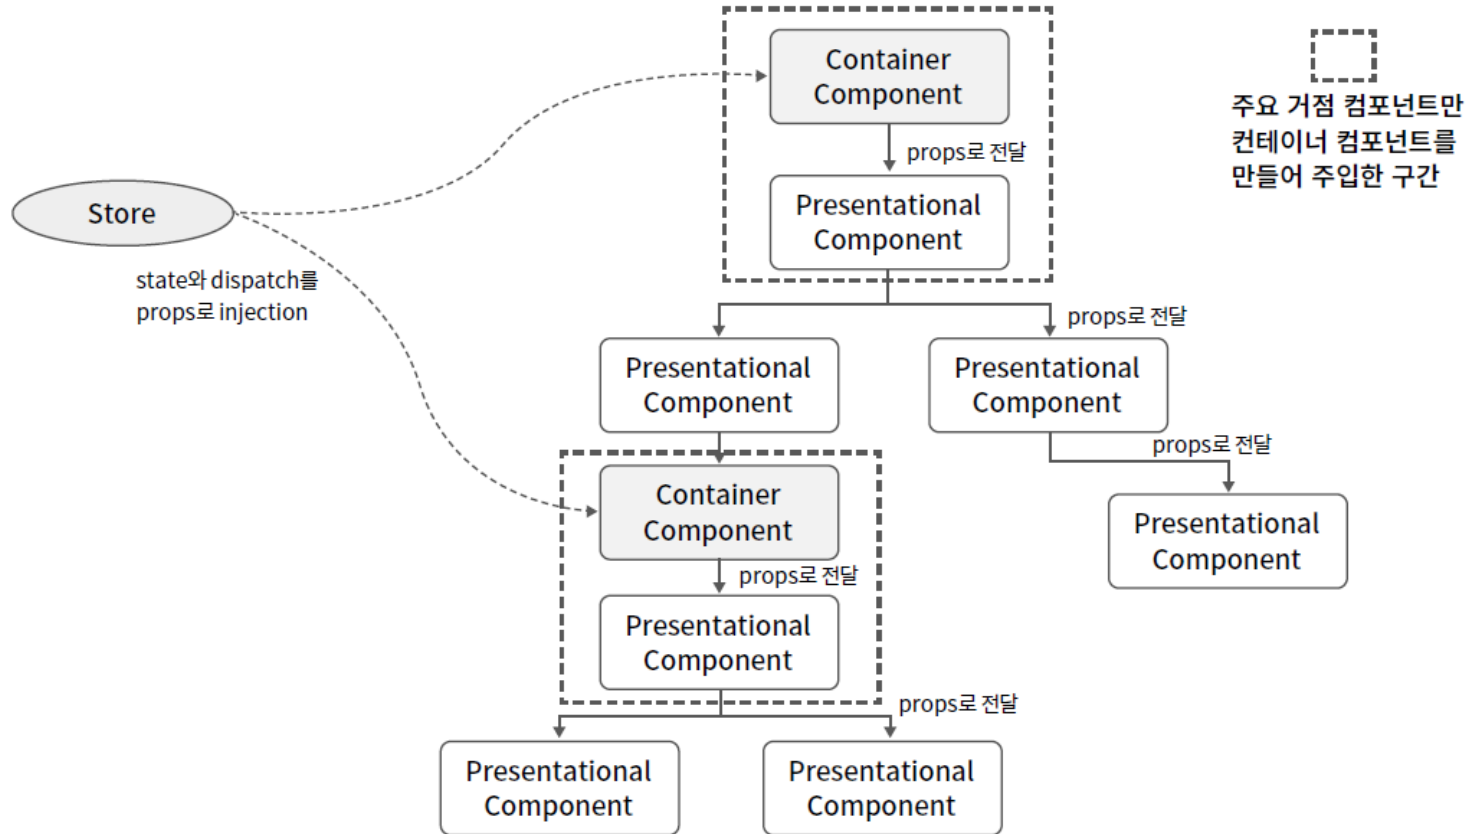 Container
Component
props로 전달
Presentational
Component
주요 거점 컴포넌트만
컨테이너 컴포넌트를
만들어 주입한 구간
Store
state와 dispatch를
props로 injection
props로 전달
Presentational
Component
Presentational
Component
props로 전달
Presentational
Component
Container
Component
props로 전달
Presentational
Component
props로 전달
Presentational
Component
Presentational
Component